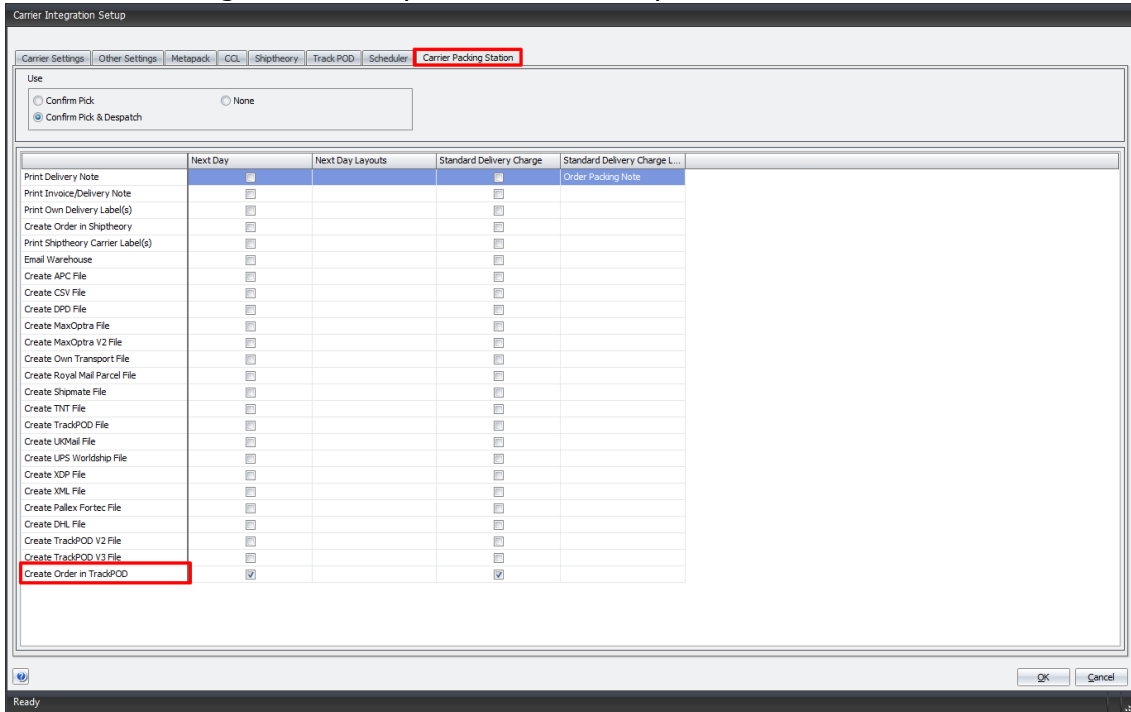 Carrier Integration Setup
Carrier Settings Other Settings Metapack CCL Shiptheory Track POD Scheduler Carrier Packing Station
Use
Confirm Pick None
Confirm Pick & Despatch
Next Day Next Day Layouts Standard Delivery Charge Standard Delivery Charge L...
Print Delivery Note Order Packing Note
Print Invoice/Delivery Note
Print Own Delivery Label(s)
Create Order in Shiptheory
Print Shiptheory Carrier Label(s)
Email Warehouse
Create APC File
Create CSV File
Create DPD File
Create MaxOptra File
Create MaxOptra V2 File
Create Own Transport File
Create Royal Mail Parcel File
Create Shipmate File
Create TNT File
Create TrackPOD File
Create UKMail File
Create UPS Worldship File
Create XDP File
Create XML File
Create Pallex Fortec File
Create DHL File
Create TrackPOD V2 File
Create TrackPOD V3 File
Create Order in TrackPOD
OK Cancel
Ready